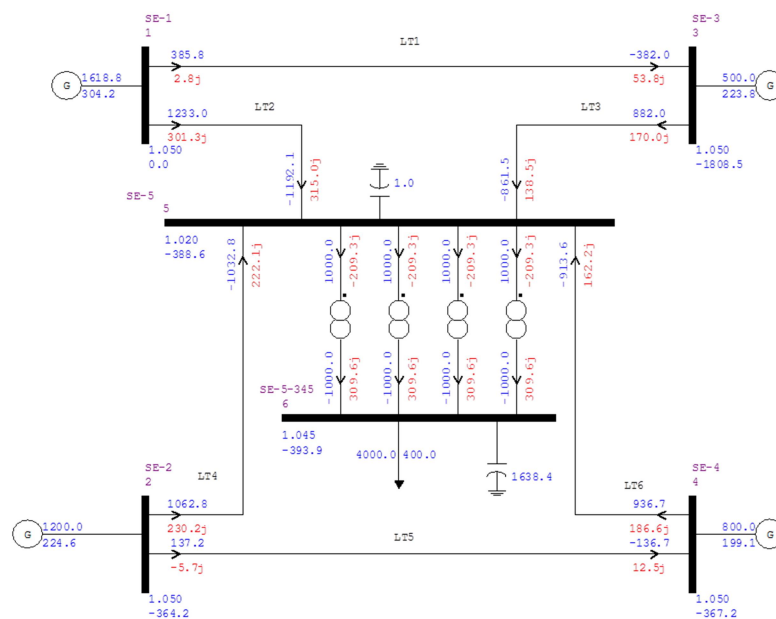 SE-1
1
SE-3
3
LT1
385.8
2.8j
-382.0
53.8j
G
1618.8
304.2
500.0
223.8
G
LT2
1233.0
301.3j
LT3
882.0
170.0j
1.050
0.0
1.050
-1808.5
-1192.1
315.0j
1.0
-861.5
138.5j
SE-5
5
1.020
-388.6
-1032.8
222.1j
1000.0
-209.3j
1000.0
-209.3j
1000.0
-209.3j
1000.0
-209.3j
-913.6
162.2j
-1000.0
309.6j
-1000.0
309.6j
-1000.0
309.6j
-1000.0
309.6j
SE-5-345
6
1.045
-393.9
4000.0 400.0
1638.4
SE-2
2
LT4
SE-4
4
LT6
1062.8
230.2j
936.7
186.6j
G
1200.0
224.6
800.0
199.1
G
137.2
-5.7j
LT5
-136.7
12.5j
1.050
-364.2
1.050
-367.2